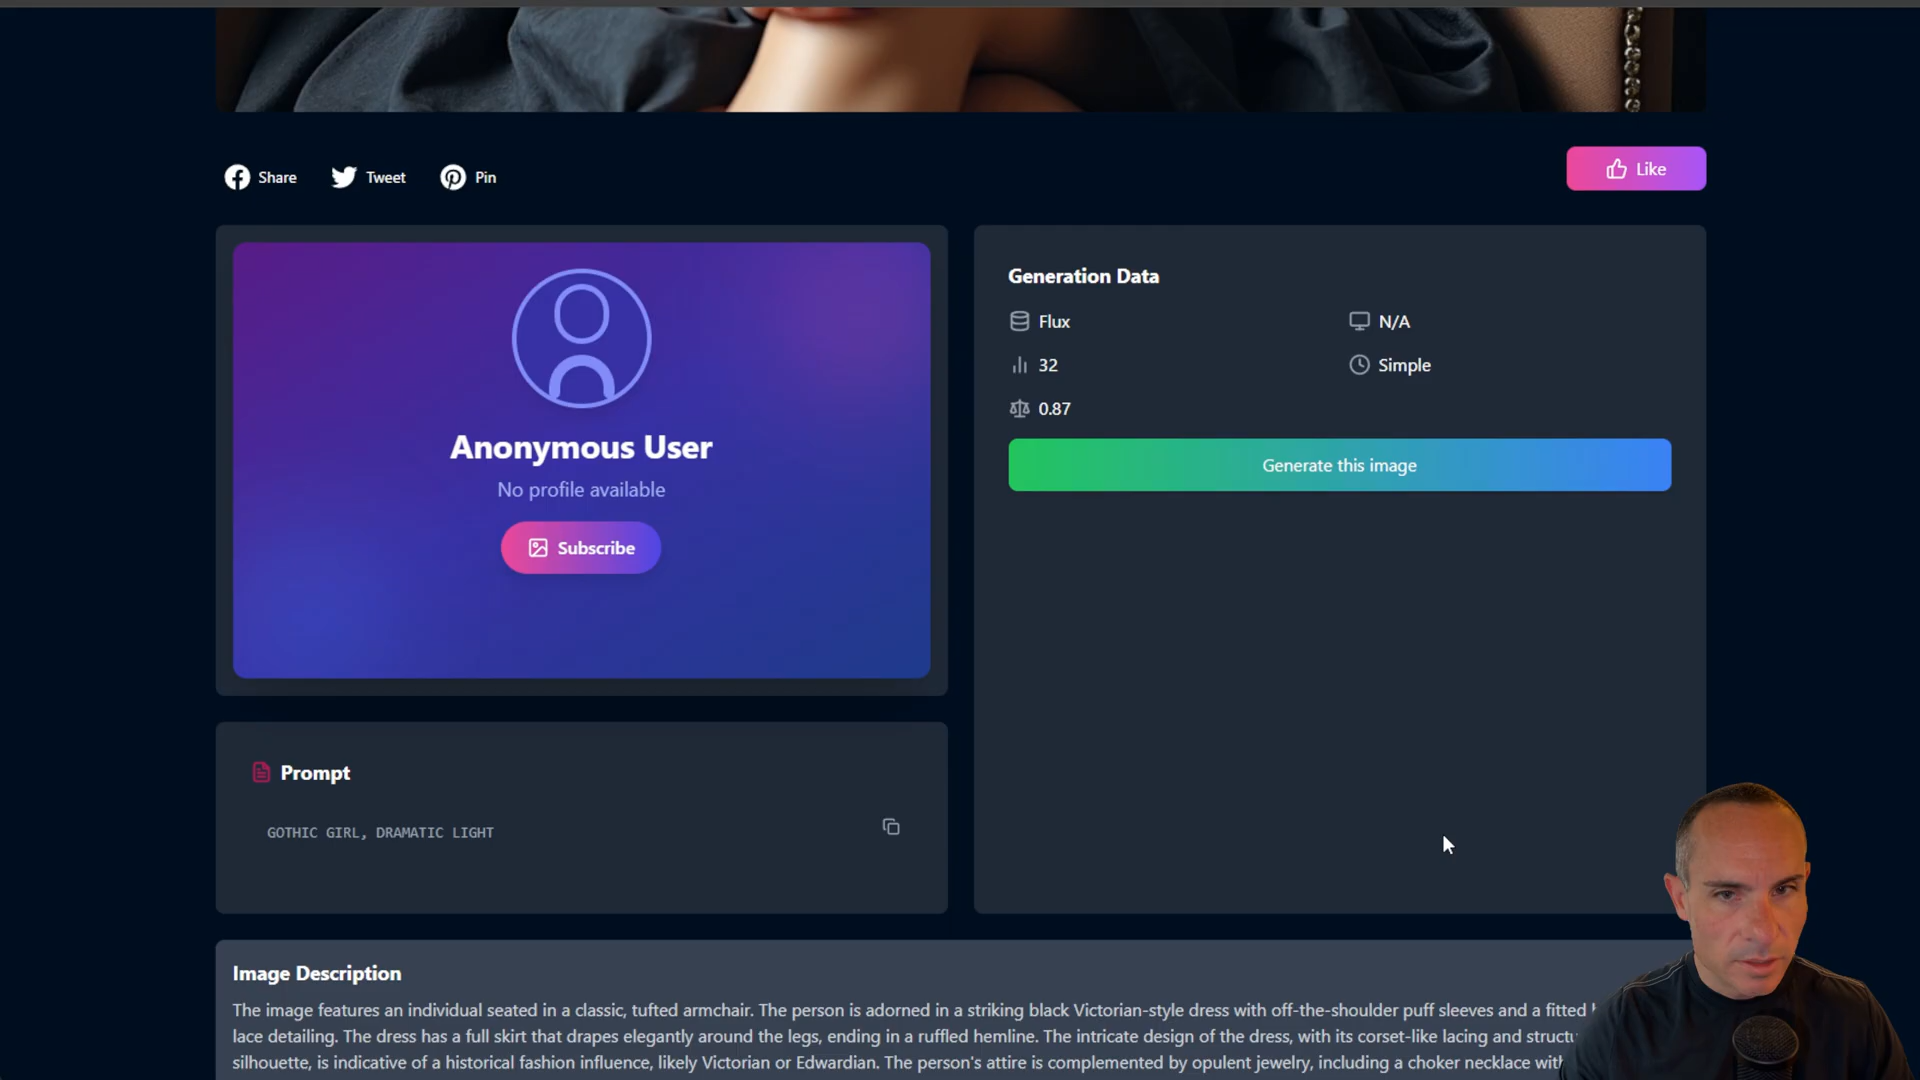 Share Tweet Pin
Like
Anonymous User
No profile available
Subscribe
Generation Data
Flux N/A
32 Simple
0.87
Generate this image
Prompt
GOTHIC GIRL, DRAMATIC LIGHT
Image Description
The image features an individual seated in a classic, tufted armchair. The person is adorned in a striking black Victorian-style dress with off-the-shoulder puff sleeves and a fitted
lace detailing. The dress has a full skirt that drapes elegantly around the legs, ending in a ruffled hemline. The intricate design of the dress, with its corset-like lacing and
silhouette, is indicative of a historical fashion influence, likely Victorian or Edwardian. The person's attire is complemented by opulent jewelry, including a choker necklace with